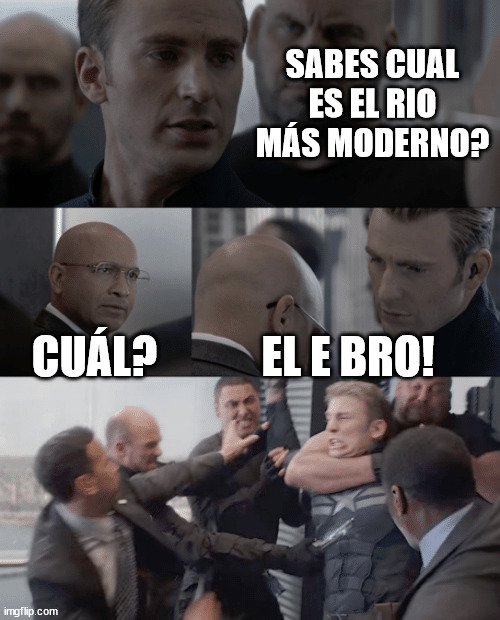 SABES CUAL
ES EL RIO
MÁS MODERNO?
CUÁL?
EL E BRO!
imgflip.com